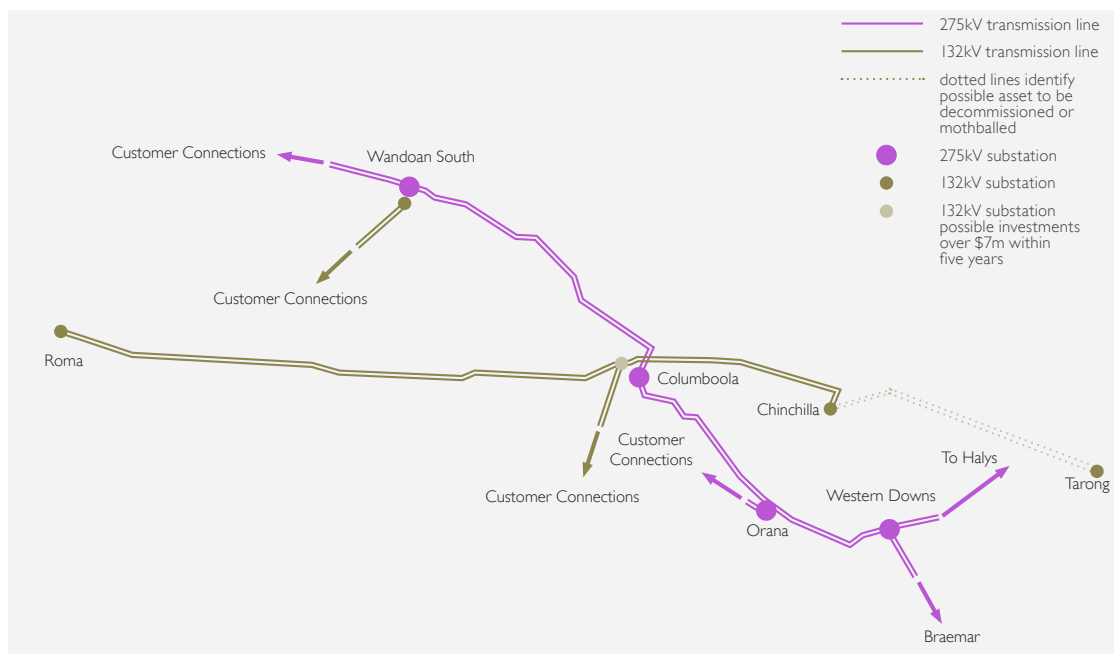 275kV transmission line
132kV transmission line
dotted lines identify
possible asset to be
decommissioned or
mothballed
275kV substation
132kV substation
132kV substation
possible investments
over $7m within
five years
Customer Connections
Wandoan South
Customer Connections
Roma
Columboola
Chinchilla
Customer
Connections
To Halys
Tarong
Customer Connections
Western Downs
Orana
Braemar